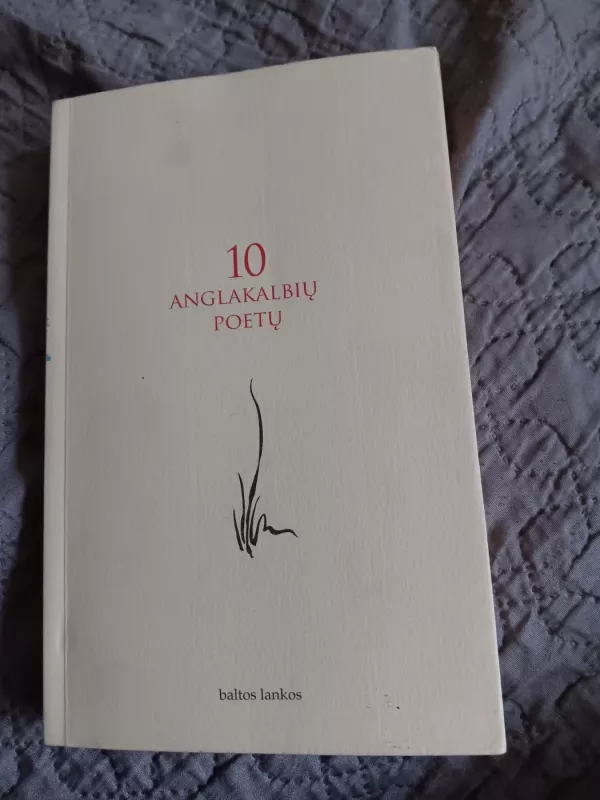 10
ANGLAKALBIŲ
POETŲ
baltos lankos